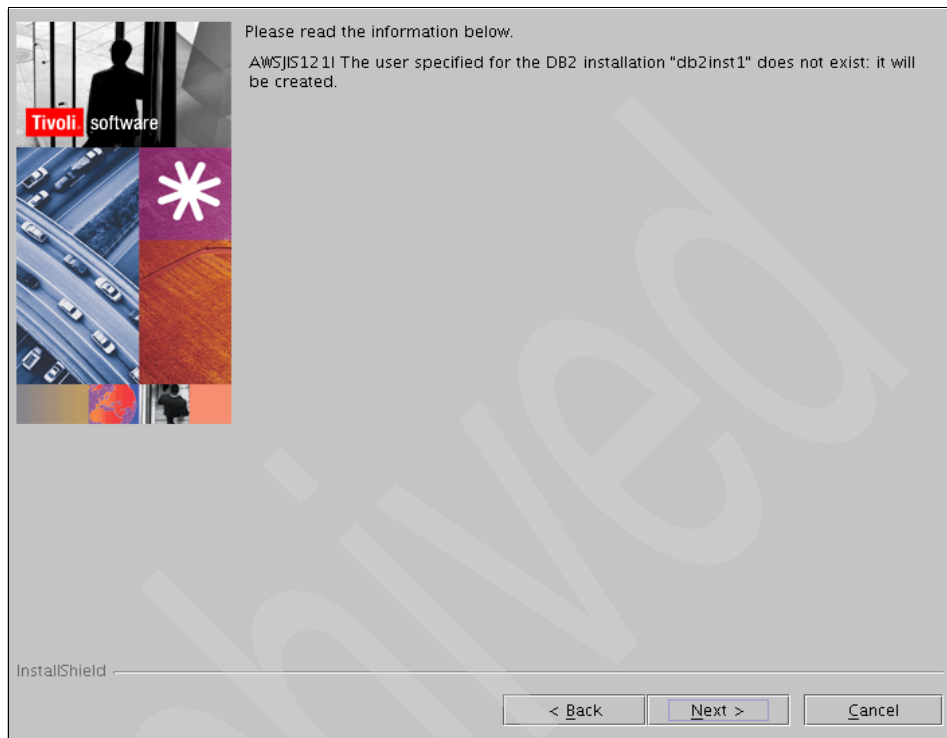 Please read the information below.
AWSJIS121I The user specified for the DB2 installation "db2inst1" does not exist: it will
be created.
Tivoli. software
InstallShield
< Back
Next >
Cancel